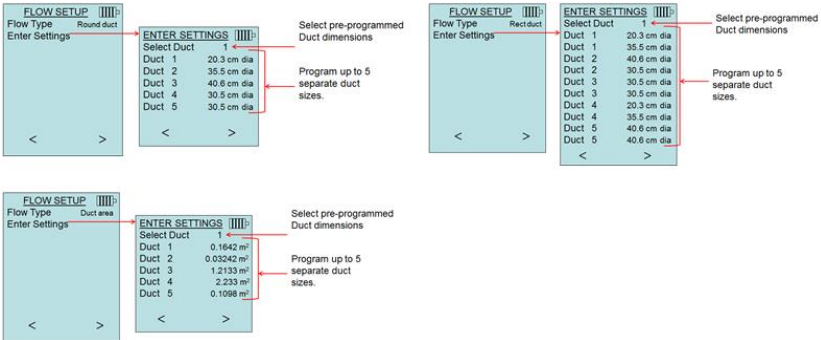 FLOW SETUP
Flow Type Round duct
Enter Settings
< >
ENTER SETTINGS
Select Duct 1
Duct 1 20.3 cm dia
Duct 2 35.5 cm dia
Duct 3 40.6 cm dia
Duct 4 30.5 cm dia
Duct 5 30.5 cm dia
< >
Select pre-programmed
Duct dimensions
Program up to 5
separate duct
sizes.
FLOW SETUP
Flow Type Rect duct
Enter Settings
< >
ENTER SETTINGS
Select Duct 1
Duct 1 20.3 cm dia
Duct 1 35.5 cm dia
Duct 2 40.6 cm dia
Duct 2 30.5 cm dia
Duct 3 30.5 cm dia
Duct 3 30.5 cm dia
Duct 4 20.3 cm dia
Duct 4 35.5 cm dia
Duct 5 40.6 cm dia
Duct 5 40.6 cm dia
< >
Select pre-programmed
Duct dimensions
Program up to 5
separate duct
sizes.
FLOW SETUP
Flow Type Duct area
Enter Settings
< >
ENTER SETTINGS
Select Duct 1
Duct 1 0.1642 m²
Duct 2 0.03242 m²
Duct 3 1.2133 m²
Duct 4 2.233 m²
Duct 5 0.1098 m²
< >
Select pre-programmed
Duct dimensions
Program up to 5
separate duct
sizes.